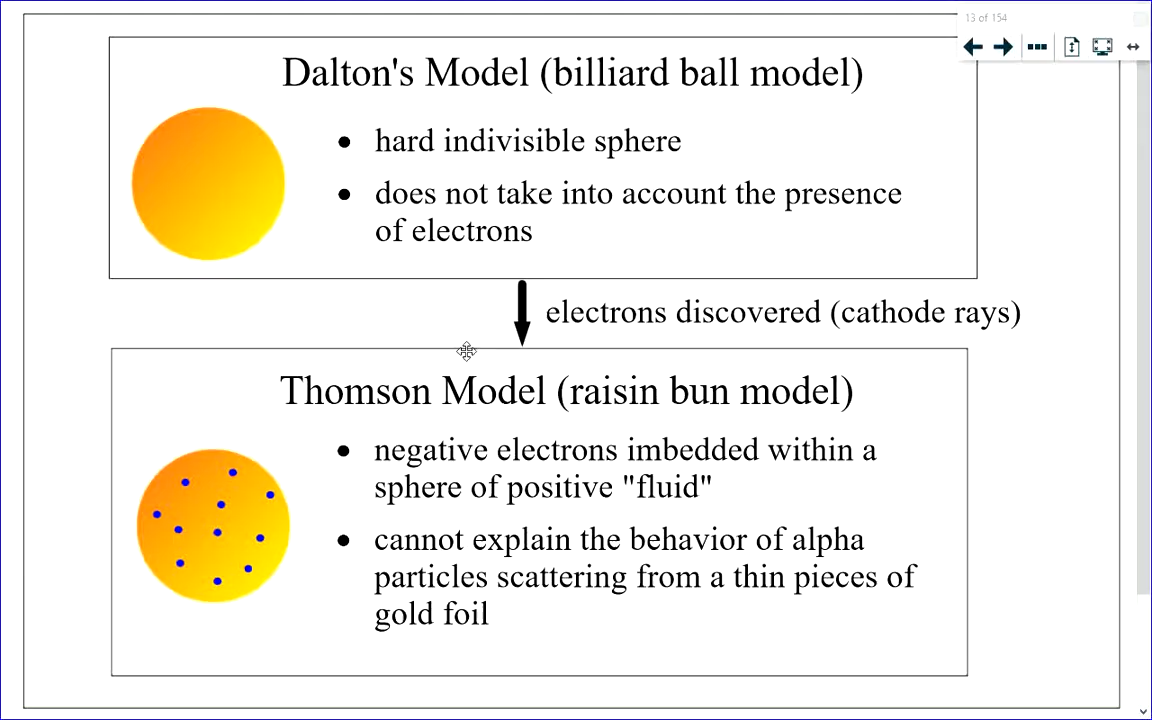 13 of 154
Dalton's Model (billiard ball model)
• hard indivisible sphere
• does not take into account the presence
of electrons
electrons discovered (cathode rays)
Thomson Model (raisin bun model)
• negative electrons imbedded within a
sphere of positive "fluid"
• cannot explain the behavior of alpha
particles scattering from a thin pieces of
gold foil